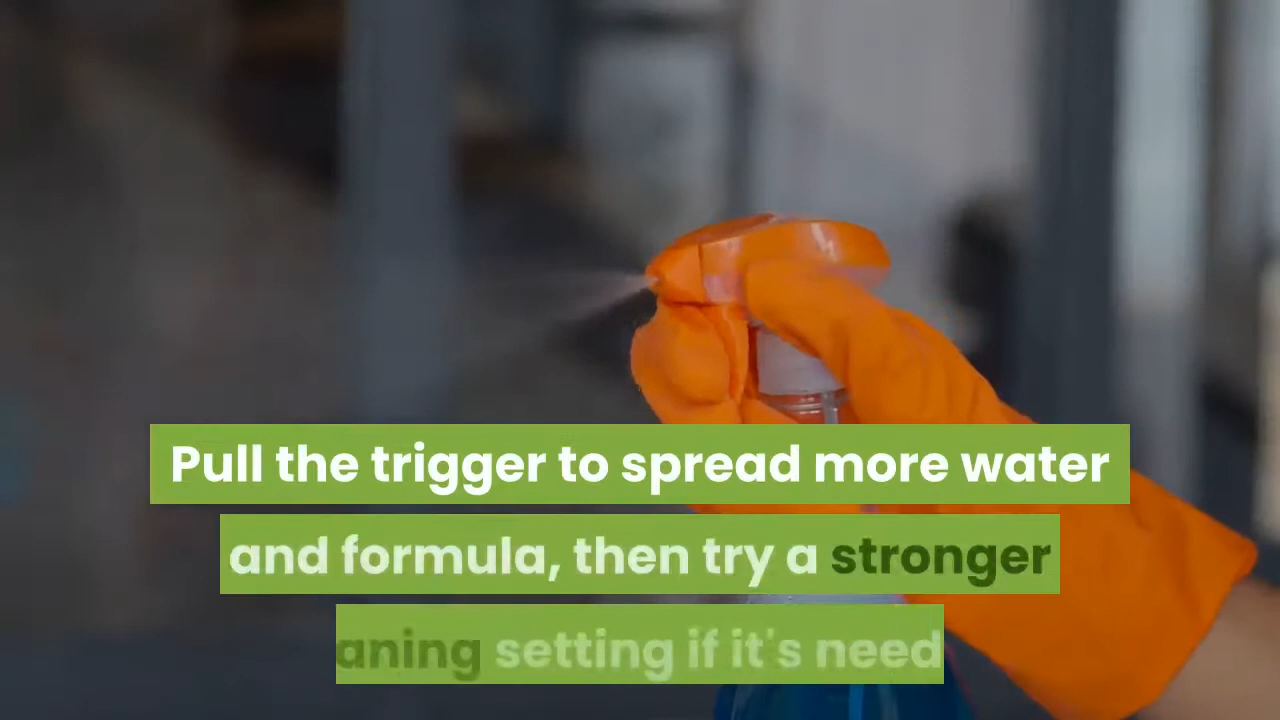 Pull the trigger to spread more water
and formula, then try a stronger
aning setting if it's need